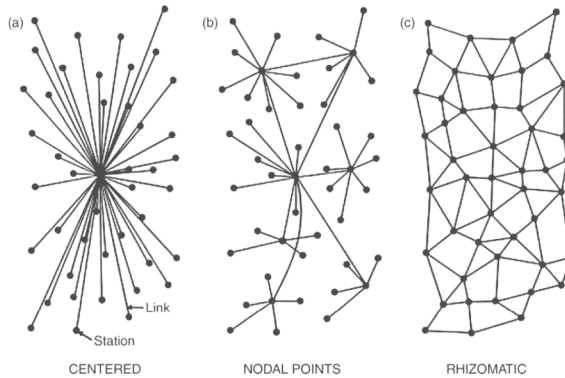 (a)
(b)
(c)
Link
Station
CENTERED
NODAL POINTS
RHIZOMATIC